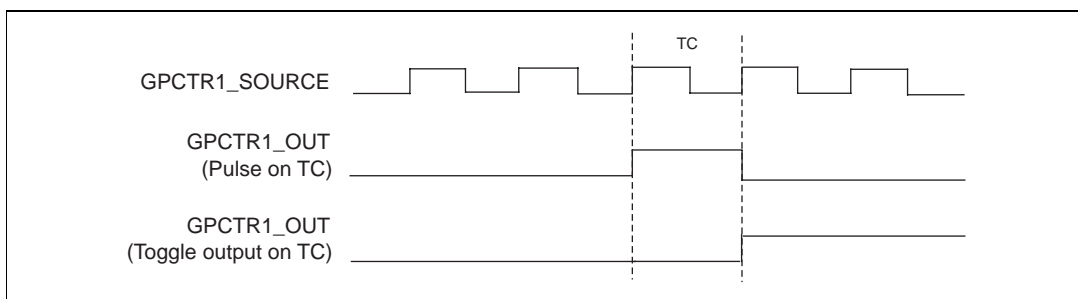 TC
GPCTR1_SOURCE
GPCTR1_OUT
(Pulse on TC)
GPCTR1_OUT
(Toggle output on TC)